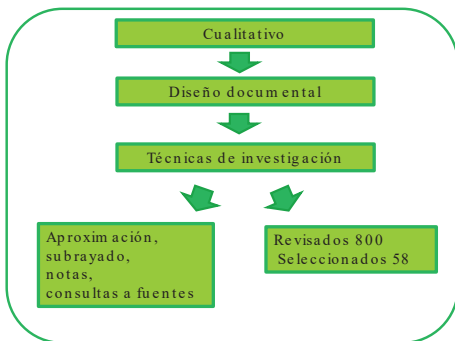 Cualitativo
Diseño documental
Técnicas de investigación
Aproximación,
subrayado,
notas,
consultas a fuentes
Revisados 800
Seleccionados 58